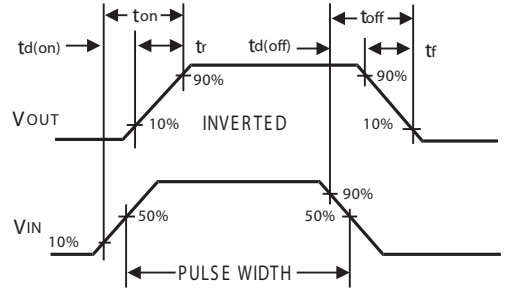 ton
toff
td(on)
tr
td(off)
tf
90%
90%
VOUT
10%
INVERTED
10%
90%
VIN
50%
50%
10%
PULSE WIDTH